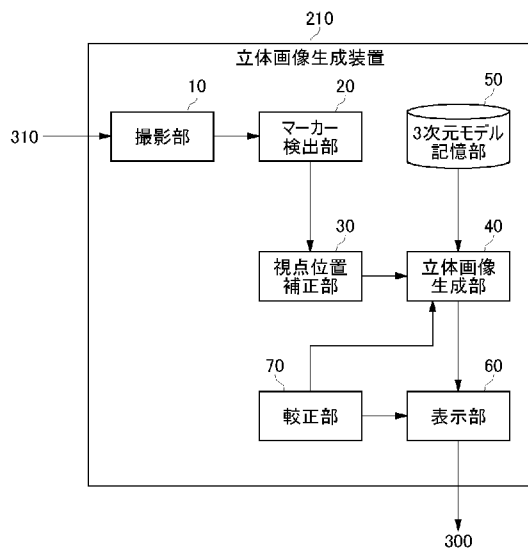 210
立体画像生成装置
10
20
50
310
撮影部
マーカー
検出部
3次元モデル
記憶部
30
40
視点位置
補正部
立体画像
生成部
70
60
較正部
表示部
300